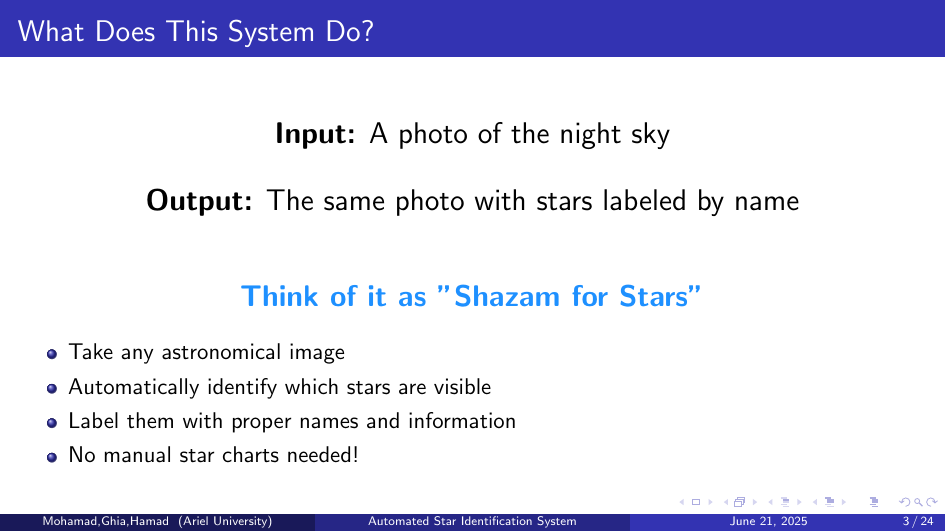 What Does This System Do?
Input: A photo of the night sky
Output: The same photo with stars labeled by name
Think of it as ”Shazam for Stars”
Take any astronomical image
Automatically identify which stars are visible
Label them with proper names and information
No manual star charts needed!
Mohamad,Ghia,Hamad (Ariel University) Automated Star Identification System June 21, 2025 3 / 24